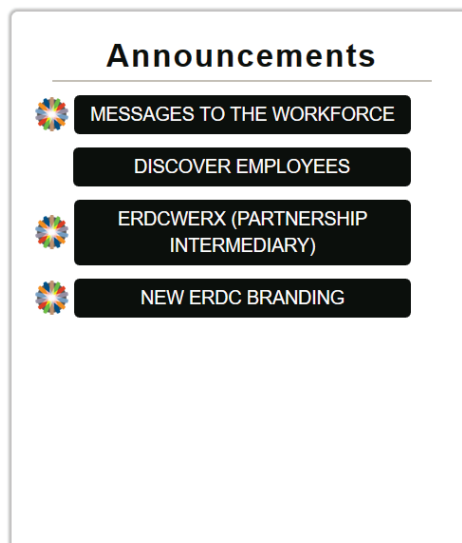 Announcements
MESSAGES TO THE WORKFORCE
DISCOVER EMPLOYEES
ERDCWERX (PARTNERSHIP
INTERMEDIARY)
NEW ERDC BRANDING